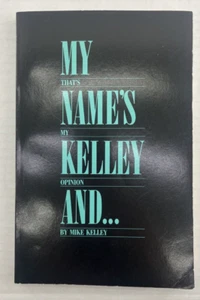 MY
THAT'S
NAME'S
MY
KELLEY
OPINION
AND...
BY MIKE KELLEY